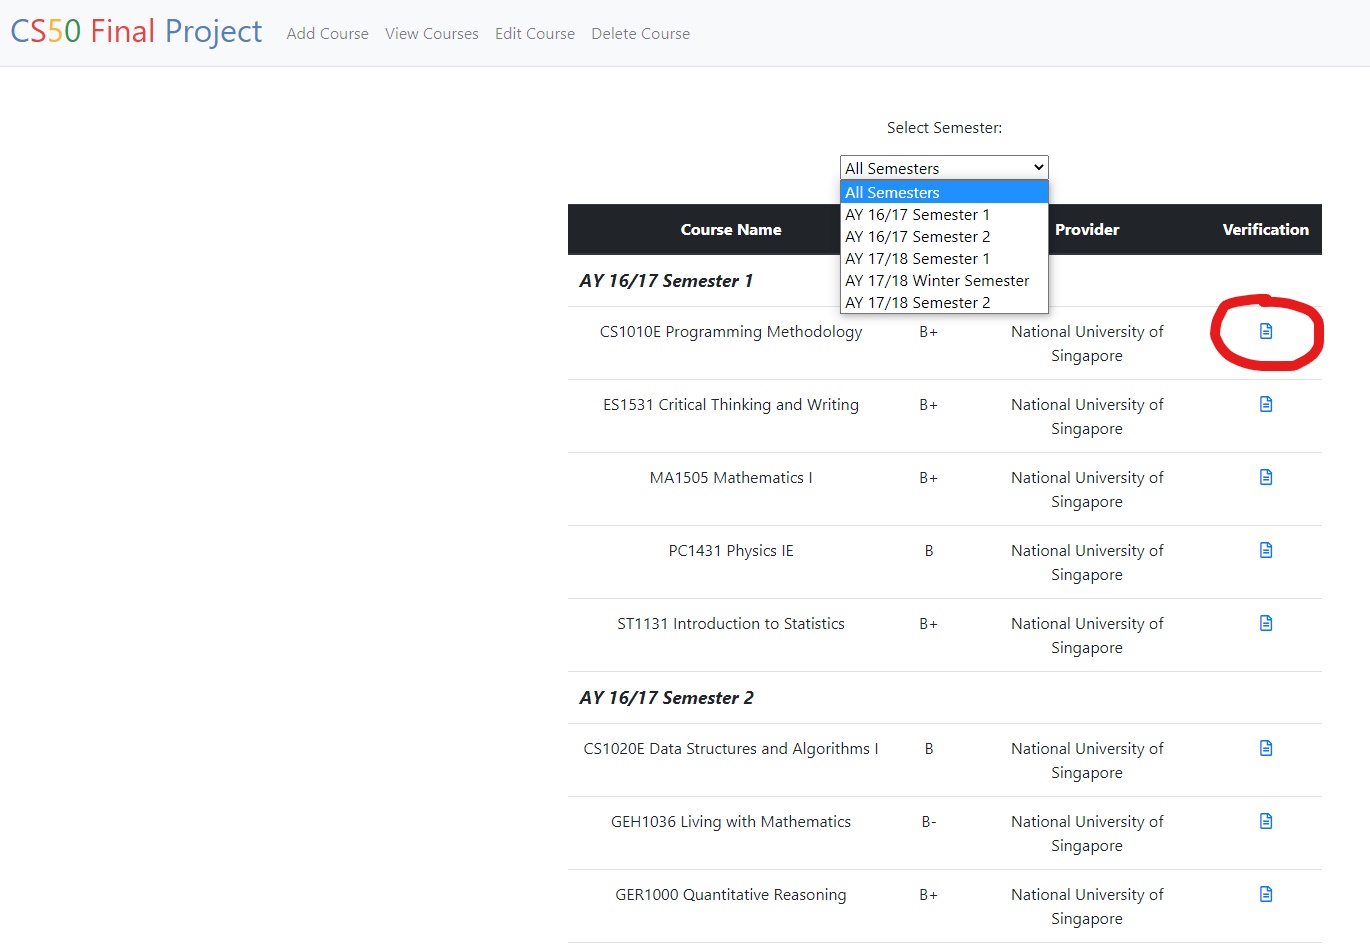 CS50 Final Project Add Course View Courses Edit Course Delete Course
Select Semester:
All Semesters
All Semesters
AY 16/17 Semester 1
AY 16/17 Semester 2
AY 17/18 Semester 1
AY 17/18 Winter Semester
AY 17/18 Semester 2
Course Name Provider Verification
AY 16/17 Semester 1
CS1010E Programming Methodology B+ National University of
Singapore
ES1531 Critical Thinking and Writing B+ National University of
Singapore
MA1505 Mathematics I B+ National University of
Singapore
PC1431 Physics IE B National University of
Singapore
ST1131 Introduction to Statistics B+ National University of
Singapore
AY 16/17 Semester 2
CS1020E Data Structures and Algorithms I B National University of
Singapore
GEH1036 Living with Mathematics B- National University of
Singapore
GER1000 Quantitative Reasoning B+ National University of
Singapore